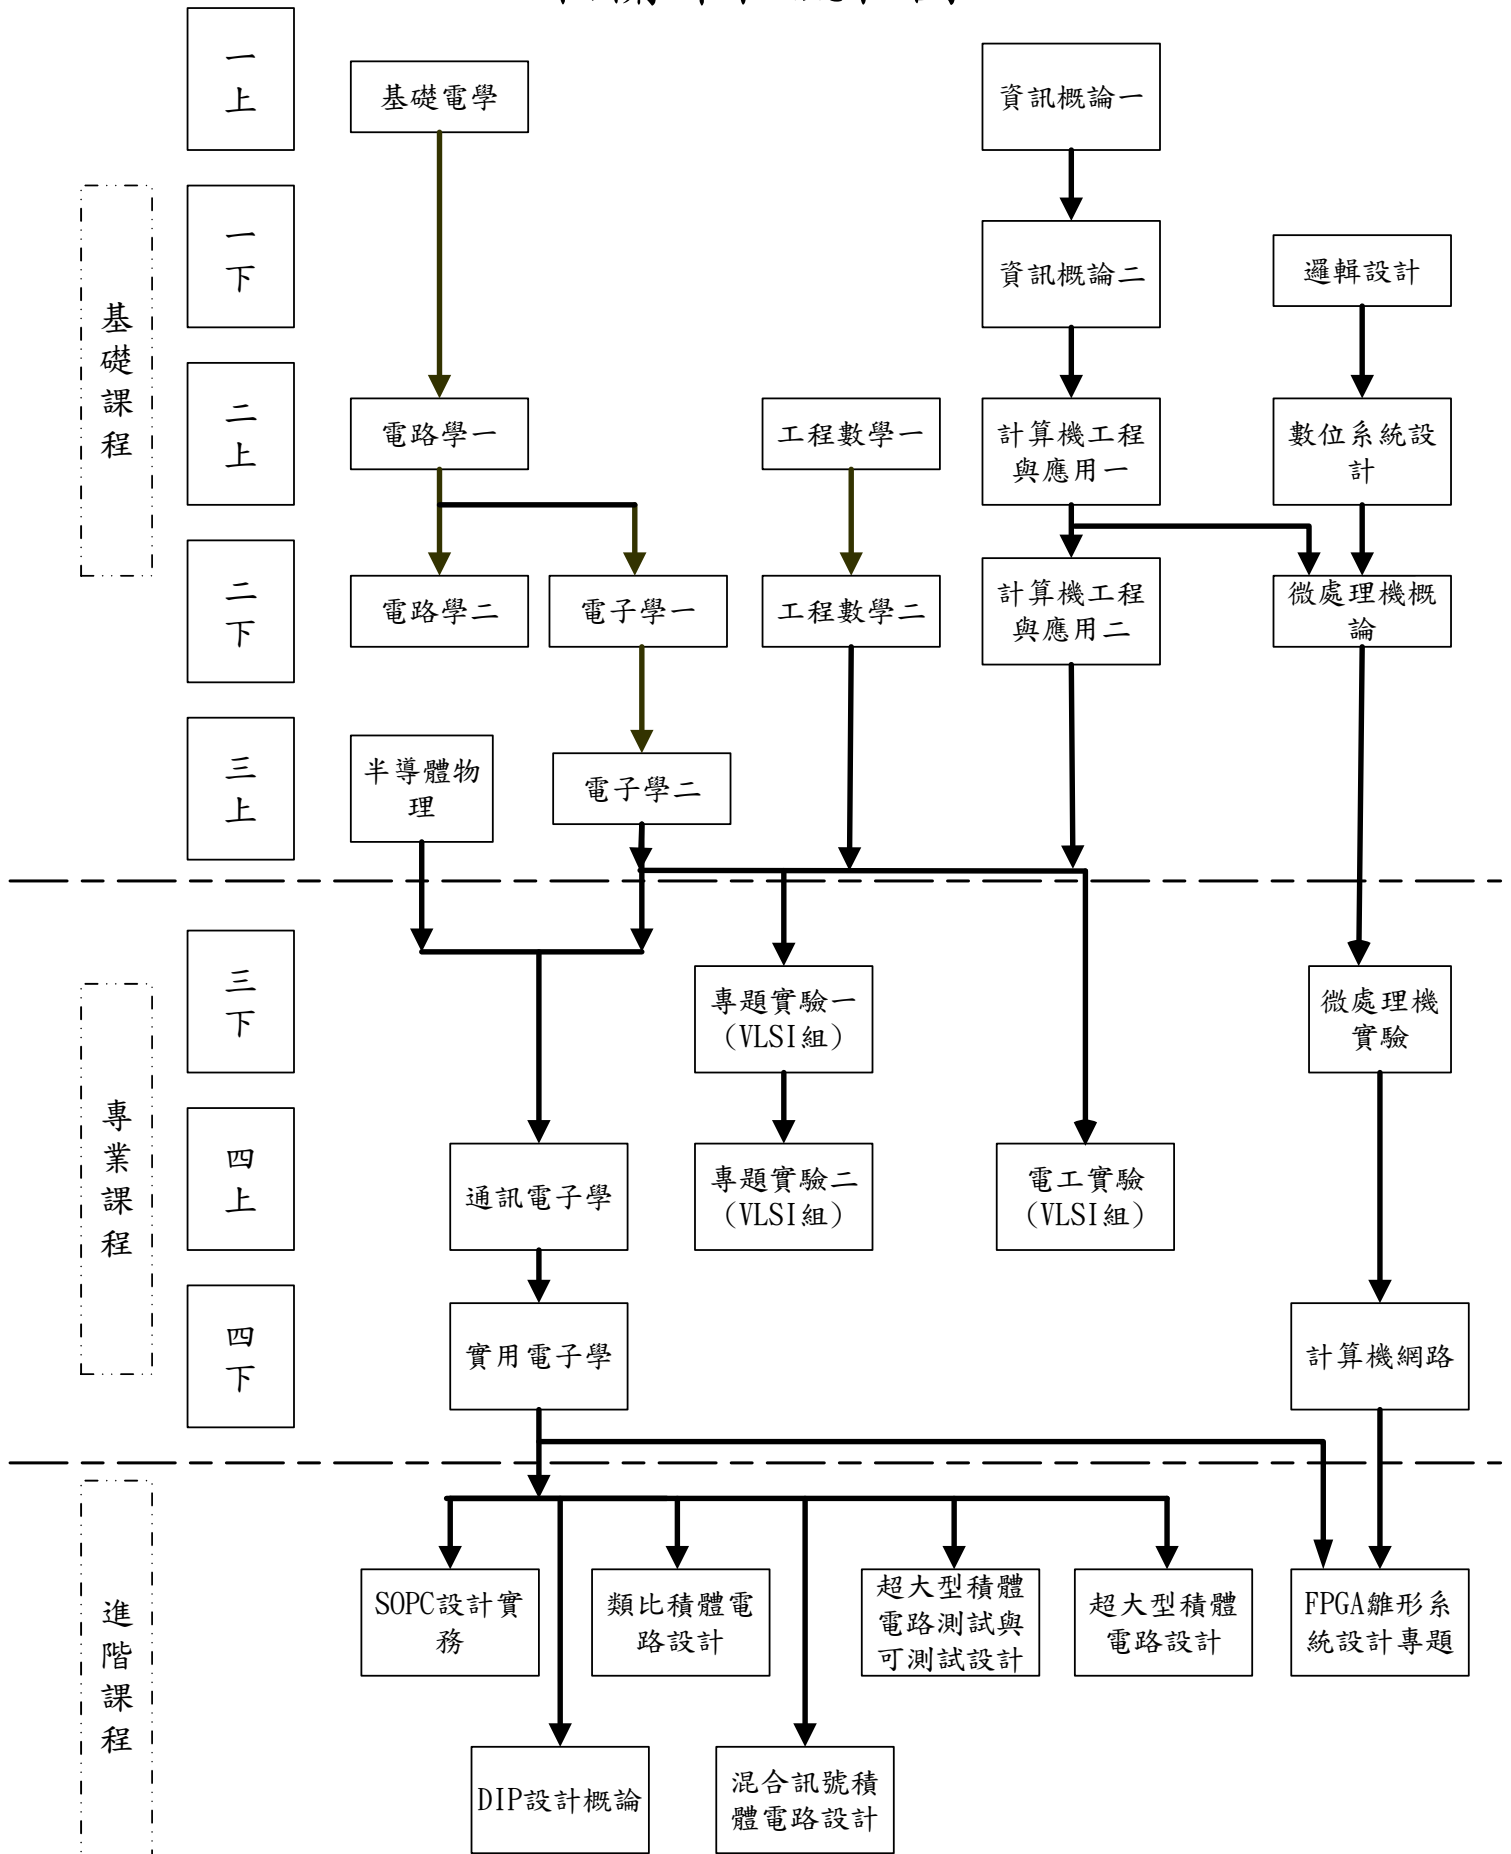 一
上
基礎電學
資訊概論一
一
下
資訊概論二
邏輯設計
基
礎
課
程
二
上
電路學一
工程數學一
計算機工程
與應用一
數位系統設
計
二
下
電路學二
電子學一
工程數學二
計算機工程
與應用二
微處理機概
論
三
上
半導體物
理
電子學二
三
下
專題實驗一
(VLSI組)
微處理機
實驗
專
業
課
程
四
上
通訊電子學
專題實驗二
(VLSI組)
電工實驗
(VLSI組)
四
下
實用電子學
計算機網路
進
階
課
程
SOPC設計實
務
類比積體電
路設計
超大型積體
電路測試與
可測試設計
超大型積體
電路設計
FPGA雛形系
統設計專題
DIP設計概論
混合訊號積
體電路設計